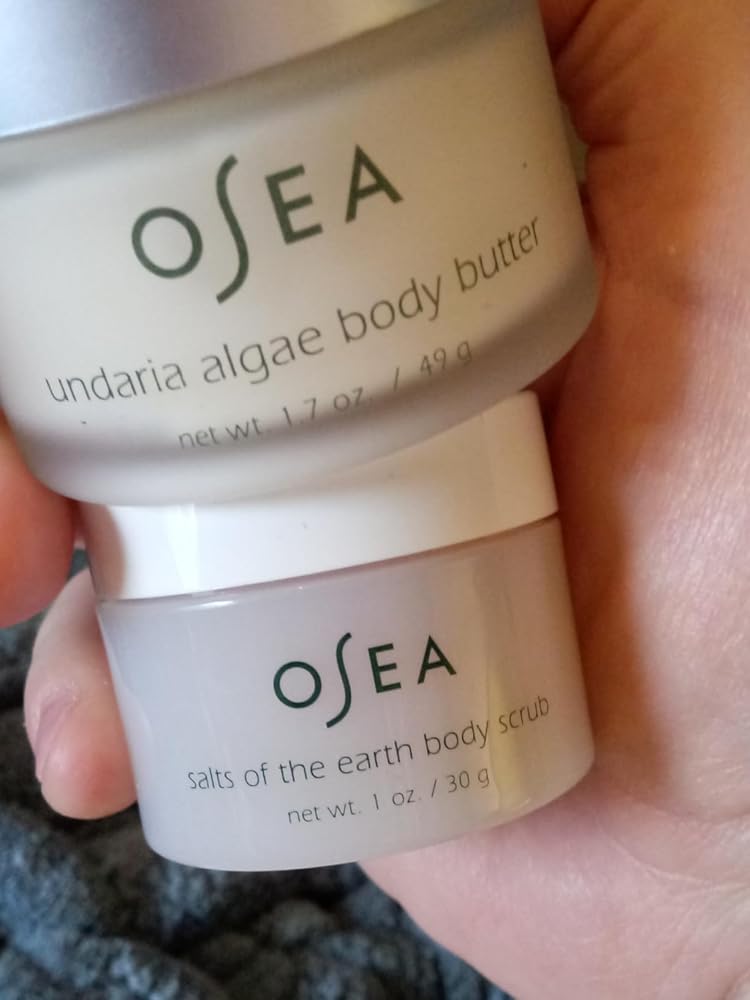 OSEA
undaria algae body butter
net wt. 1.7 oz. / 49 g
OSEA
salts of the earth body scrub
net wt. 1 oz. / 30 g